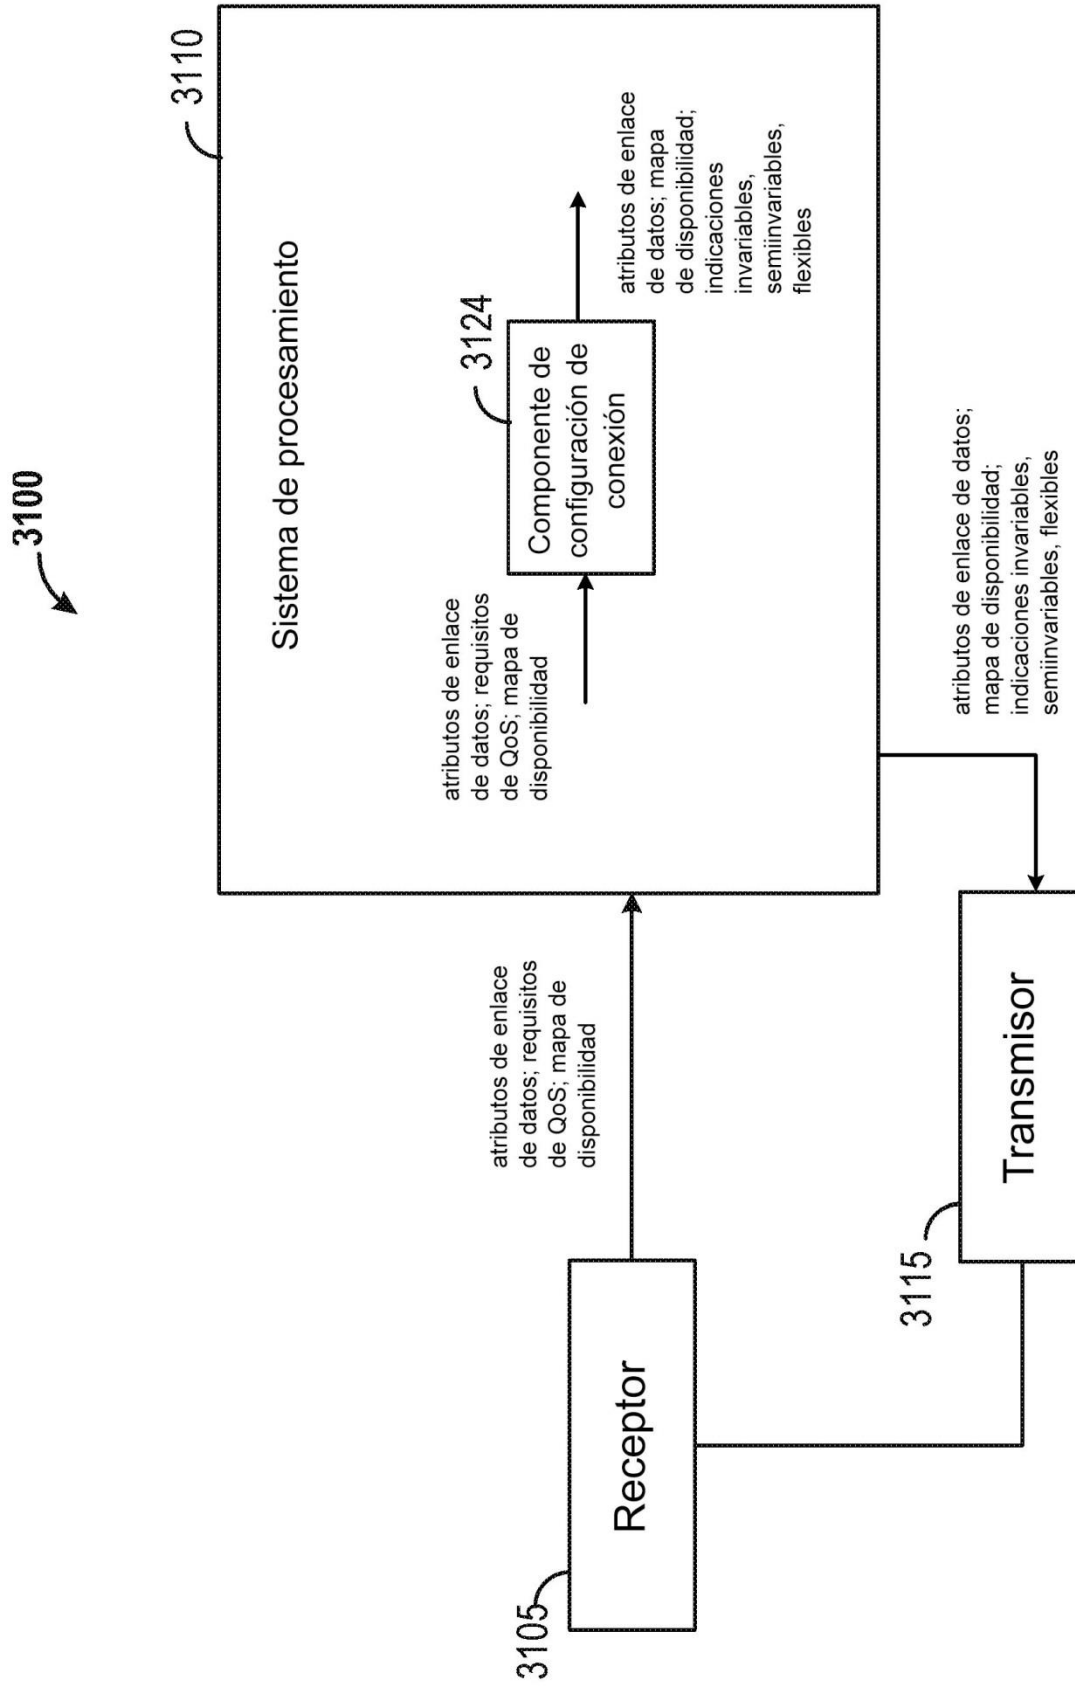 3100
3110
Sistema de procesamiento
3124
Componente de
configuración de
conexión
atributos de enlace
de datos; requisitos
de QoS; mapa de
disponibilidad
atributos de enlace
de datos; mapa
de disponibilidad;
indicaciones
invariables,
semiinvariables,
flexibles
3105
Receptor
atributos de enlace
de datos; requisitos
de QoS; mapa de
disponibilidad
3115
Transmisor
atributos de enlace de datos;
mapa de disponibilidad;
indicaciones invariables,
semiinvariables, flexibles